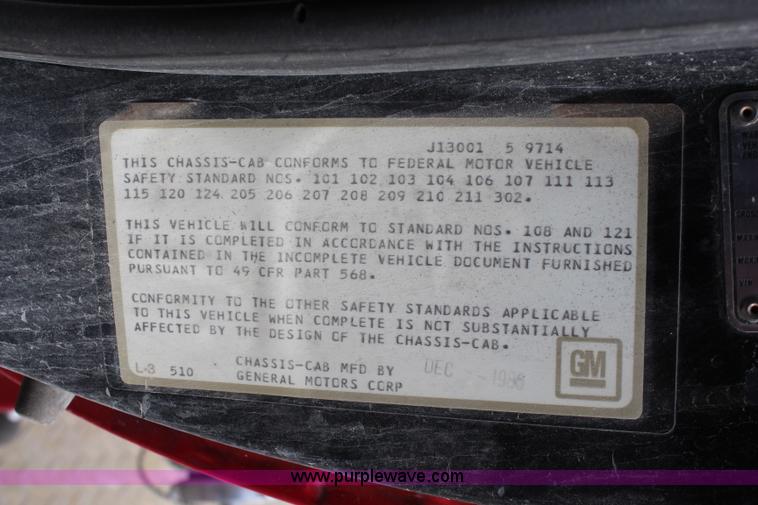 J13001 5 9714
THIS CHASSIS-CAB CONFORMS TO FEDERAL MOTOR VEHICLE
SAFETY STANDARD NOS. 101 102 103 104 106 107 111 113
115 120 124 205 206 207 208 209 210 211 302.
THIS VEHICLE WILL CONFORM TO STANDARD NOS. 108 AND 121
IF IT IS COMPLETED IN ACCORDANCE WITH THE INSTRUCTIONS
CONTAINED IN THE INCOMPLETE VEHICLE DOCUMENT FURNISHED
PURSUANT TO 49 CFR PART 568.
CONFORMITY TO THE OTHER SAFETY STANDARDS APPLICABLE
TO THIS VEHICLE WHEN COMPLETE IS NOT SUBSTANTIALLY
AFFECTED BY THE DESIGN OF THE CHASSIS-CAB.
L-3 510
CHASSIS-CAB MFD BY DEC
GENERAL MOTORS CORP
GM
VIN
www.purplewave.com